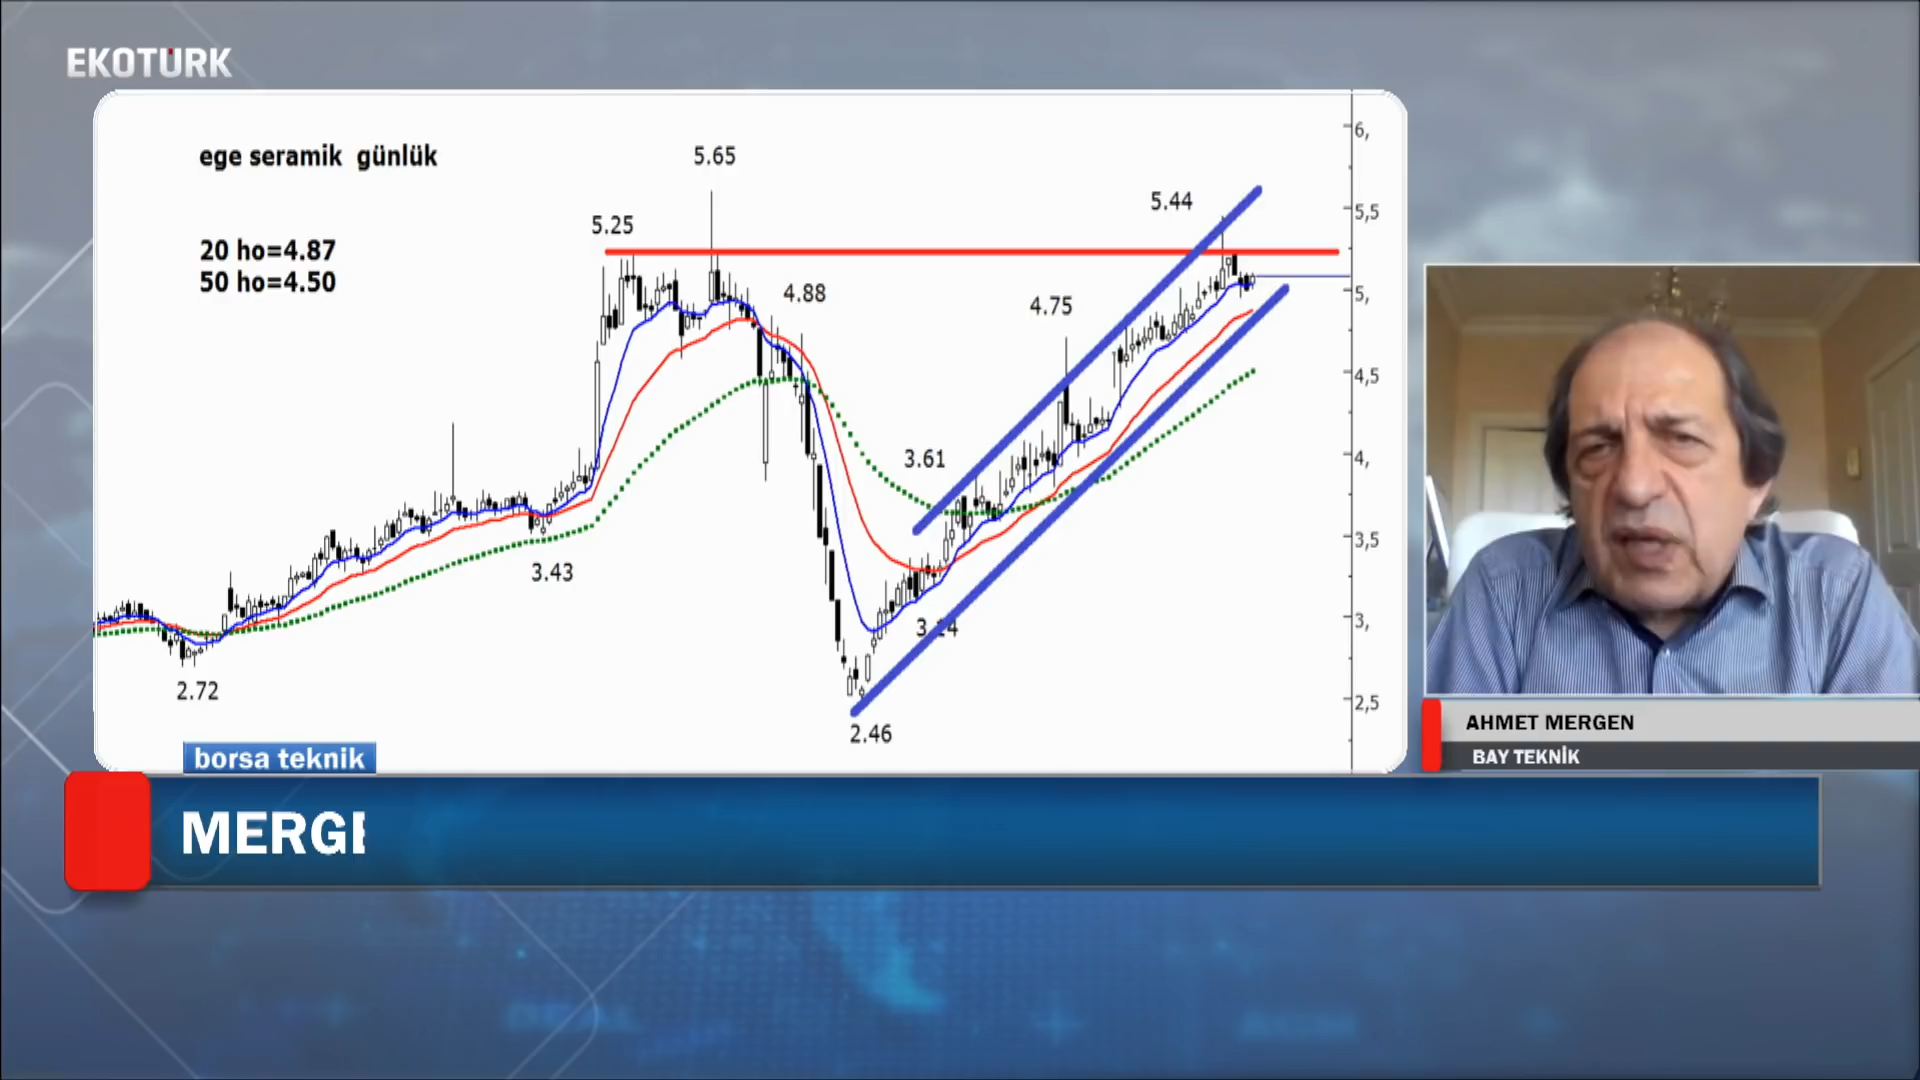 EKOTÜRK
ege seramik günlük
20 ho=4.87
50 ho=4.50
5.65
5.25
4.88
5.44
4.75
3.61
3.43
2.72
2.46
6,
5,5
5,
4,5
4,
3,5
3,
2,5
borsa teknik
AHMET MERGEN
BAY TEKNİK